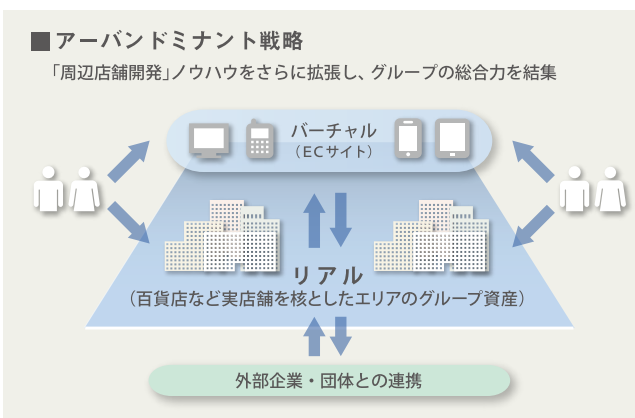 ■アーバンドミナント戦略
「周辺店舗開発」ノウハウをさらに拡張し、グループの総合力を結集
バーチャル
（ECサイト）
リアル
（百貨店など実店舗を核としたエリアのグループ資産）
外部企業・団体との連携